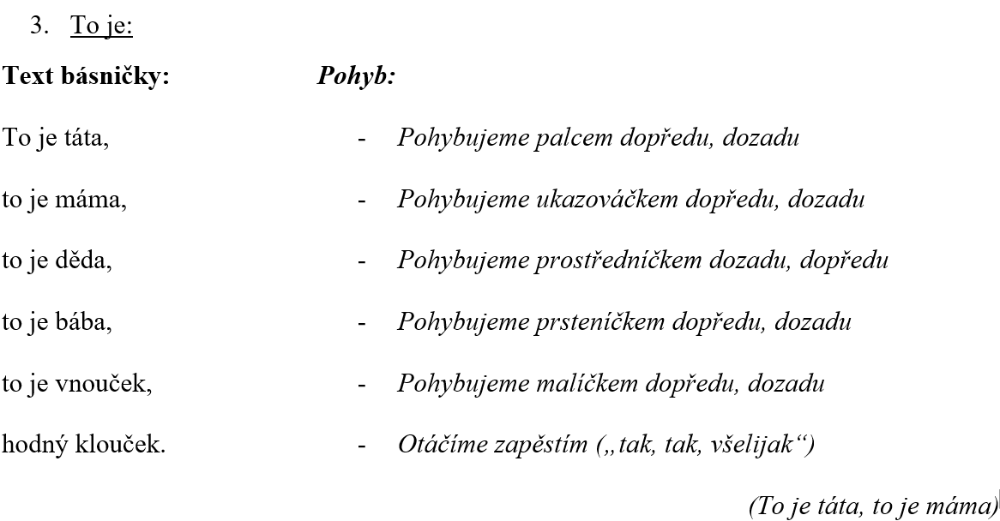 3. To je:
Text básničky: Pohyb:
To je táta, - Pohybujeme palcem dopředu, dozadu
to je máma, - Pohybujeme ukazováčkem dopředu, dozadu
to je děda, - Pohybujeme prostředníčkem dozadu, dopředu
to je bába, - Pohybujeme prsteníčkem dopředu, dozadu
to je vnouček, - Pohybujeme malíčkem dopředu, dozadu
hodný klouček. - Otáčíme zapěstím („tak, tak, všelijak“)
(To je táta, to je máma)